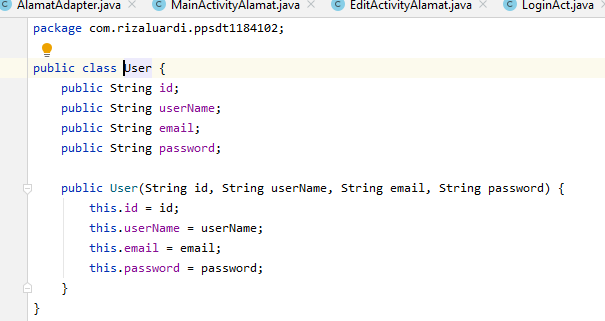 AlamatAdapter.java MainActivityAlamat.java EditActivityAlamat.java LoginAct.java
package com.rizaluardi.ppsdt1184102;
public class User {
public String id;
public String userName;
public String email;
public String password;
public User(String id, String userName, String email, String password) {
this.id = id;
this.userName = userName;
this.email = email;
this.password = password;
}
}